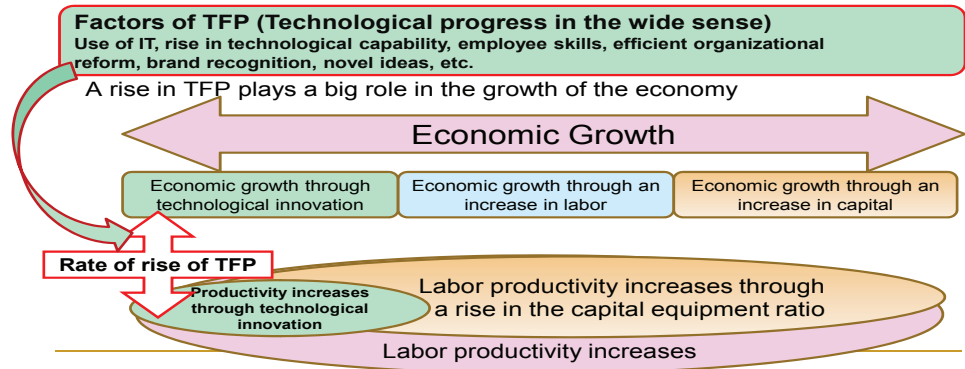 Factors of TFP (Technological progress in the wide sense)
Use of IT, rise in technological capability, employee skills, efficient organizational
reform, brand recognition, novel ideas, etc.
A rise in TFP plays a big role in the growth of the economy
Economic Growth
Economic growth through
technological innovation
Economic growth through an
increase in labor
Economic growth through an
increase in capital
Rate of rise of TFP
Productivity increases
through technological
innovation
Labor productivity increases through
a rise in the capital equipment ratio
Labor productivity increases